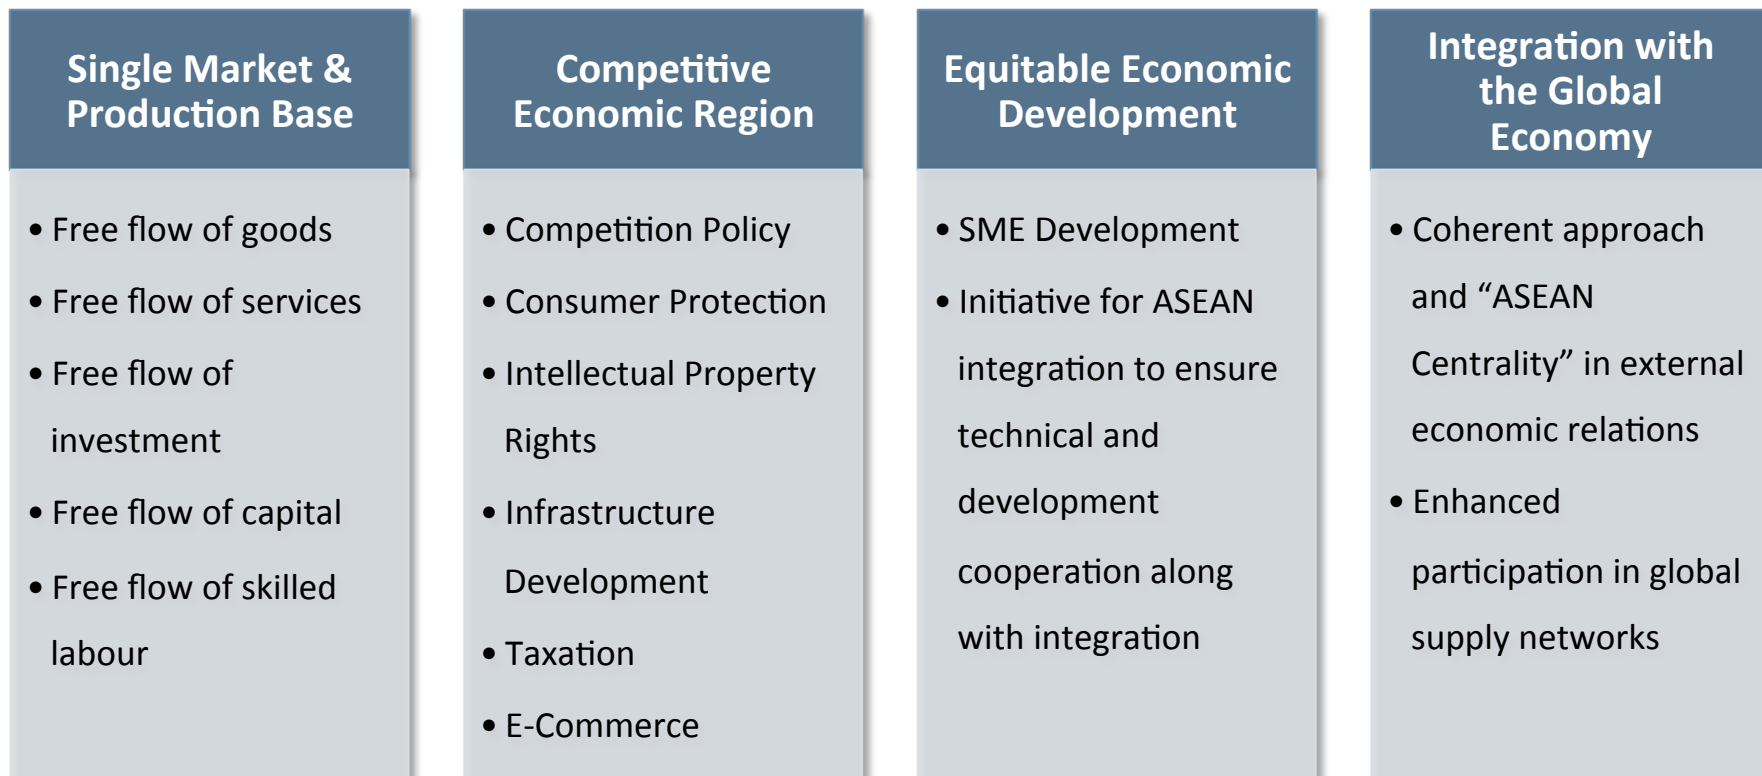 Single Market &
Production Base
• Free flow of goods
• Free flow of services
• Free flow of
investment
• Free flow of capital
• Free flow of skilled
labour
Competitive
Economic Region
• Competition Policy
• Consumer Protection
• Intellectual Property
Rights
• Infrastructure
Development
• Taxation
• E-Commerce
Equitable Economic
Development
• SME Development
• Initiative for ASEAN
integration to ensure
technical and
development
cooperation along
with integration
Integration with
the Global
Economy
• Coherent approach
and “ASEAN
Centrality” in external
economic relations
• Enhanced
participation in global
supply networks